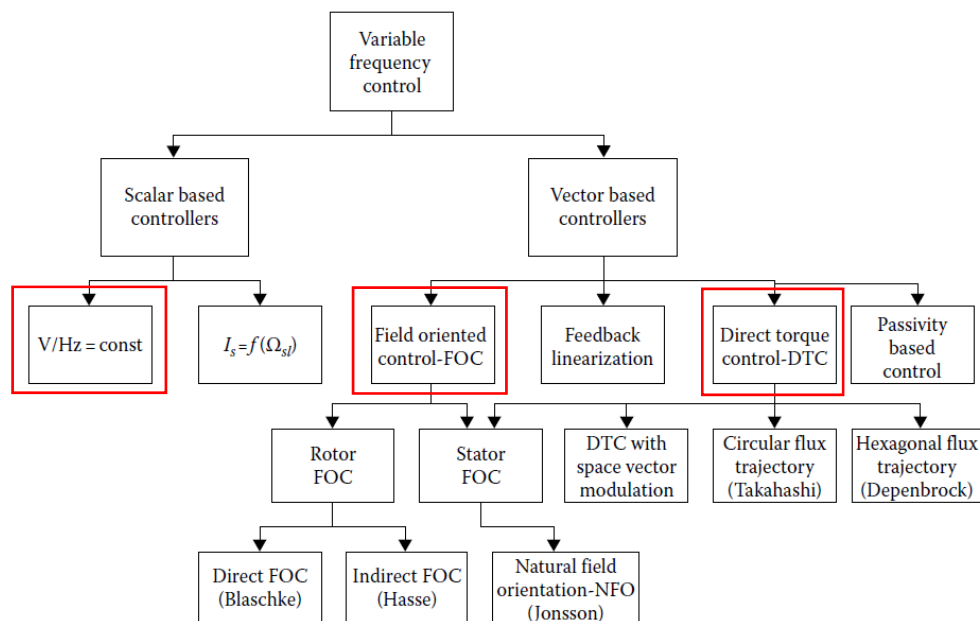 Variable
frequency
control
Scalar based
controllers
Vector based
controllers
V/Hz = const
I_s = f(Ω_sl)
Field oriented
control-FOC
Feedback
linearization
Direct torque
control-DTC
Passivity
based
control
Rotor
FOC
Stator
FOC
DTC with
space vector
modulation
Circular flux
trajectory
(Takahashi)
Hexagonal flux
trajectory
(Depenbrock)
Direct FOC
(Blaschke)
Indirect FOC
(Hasse)
Natural field
orientation-NFO
(Jonsson)